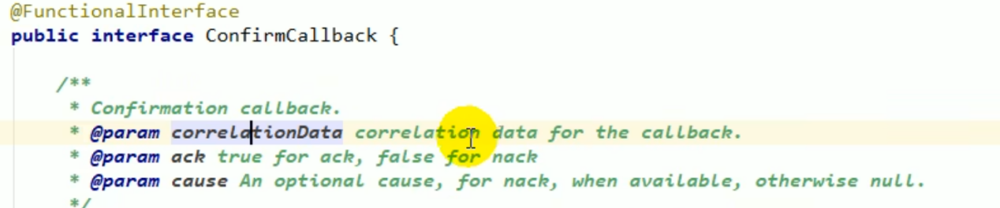 @FunctionalInterface
public interface ConfirmCallback {
/**
* Confirmation callback.
* @param correlationData correlation data for the callback.
* @param ack true for ack, false for nack
* @param cause An optional cause, for nack, when available, otherwise null.
*/